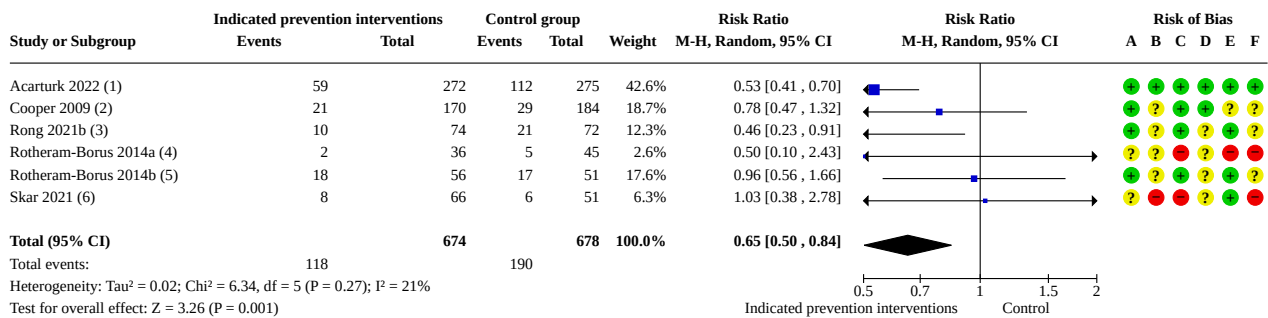 Indicated prevention interventions Control group Risk Ratio Risk Ratio Risk of Bias
Study or Subgroup Events Total Events Total Weight M-H, Random, 95% CI M-H, Random, 95% CI A B C D E F
Acarturk 2022 (1) 59 272 112 275 42.6% 0.53 [0.41 , 0.70] + + + + + +
Cooper 2009 (2) 21 170 29 184 18.7% 0.78 [0.47 , 1.32] + ? + + ? ?
Rong 2021b (3) 10 74 21 72 12.3% 0.46 [0.23 , 0.91] + ? + ? + ?
Rotheram-Borus 2014a (4) 2 36 5 45 2.6% 0.50 [0.10 , 2.43] ? ? − ? − −
Rotheram-Borus 2014b (5) 18 56 17 51 17.6% 0.96 [0.56 , 1.66] + ? + ? + ?
Skar 2021 (6) 8 66 6 51 6.3% 1.03 [0.38 , 2.78] ? − − ? + −
Total (95% CI) 674 678 100.0% 0.65 [0.50 , 0.84]
Total events: 118 190
Heterogeneity: Tau² = 0.02; Chi² = 6.34, df = 5 (P = 0.27); I² = 21%
0.5 0.7 1 1.5 2
Test for overall effect: Z = 3.26 (P = 0.001) Indicated prevention interventions Control